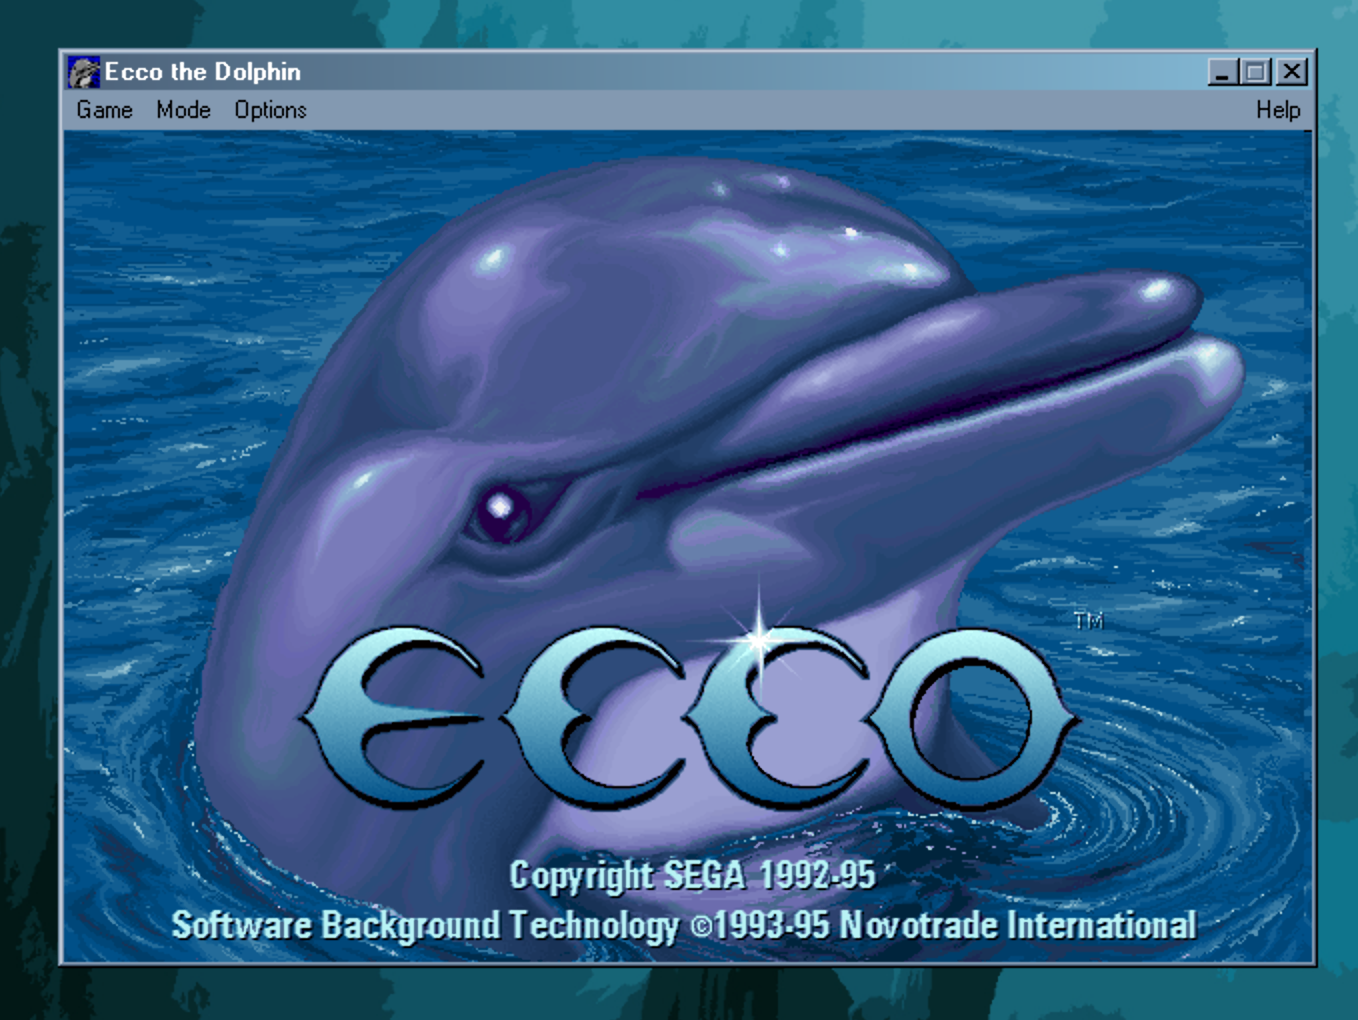 Ecco the Dolphin
Game Mode Options Help
TM
ECCO
Copyright SEGA 1992-95
Software Background Technology ©1993-95 Novotrade International